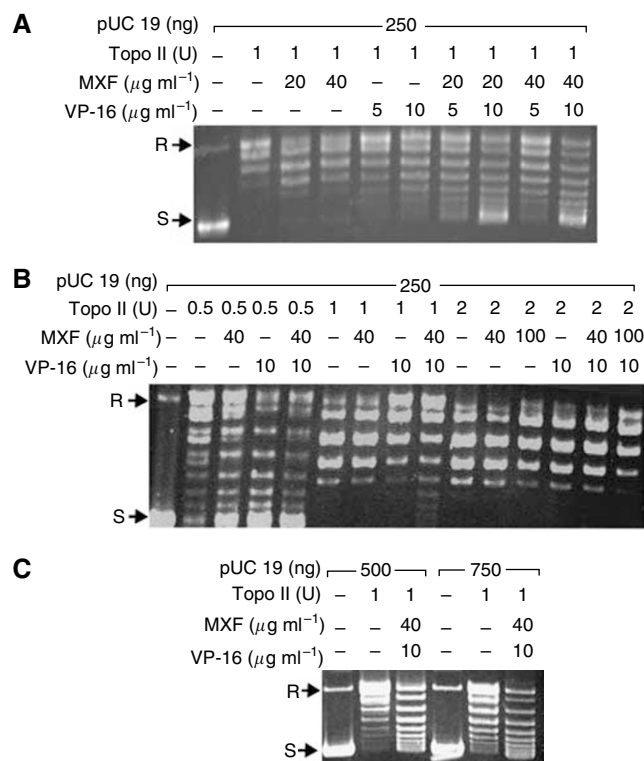 A
pUC 19 (ng) 250
Topo II (U) – 1 1 1 1 1 1 1 1 1
MXF (μg ml⁻¹) – – 20 40 – – 20 20 40 40
VP-16 (μg ml⁻¹) – – – – 5 10 5 10 5 10
R
S
B
pUC 19 (ng) 250
Topo II (U) – 0.5 0.5 0.5 0.5 1 1 1 1 2 2 2 2 2 2
MXF (μg ml⁻¹) – – 40 – 40 – 40 – 40 – 40 100 – 40 100
VP-16 (μg ml⁻¹) – – – 10 10 – – 10 10 – – – 10 10 10
R
S
C
pUC 19 (ng) 500 750
Topo II (U) – 1 1 – 1 1
MXF (μg ml⁻¹) – – 40 – – 40
VP-16 (μg ml⁻¹) – – 10 – – 10
R
S